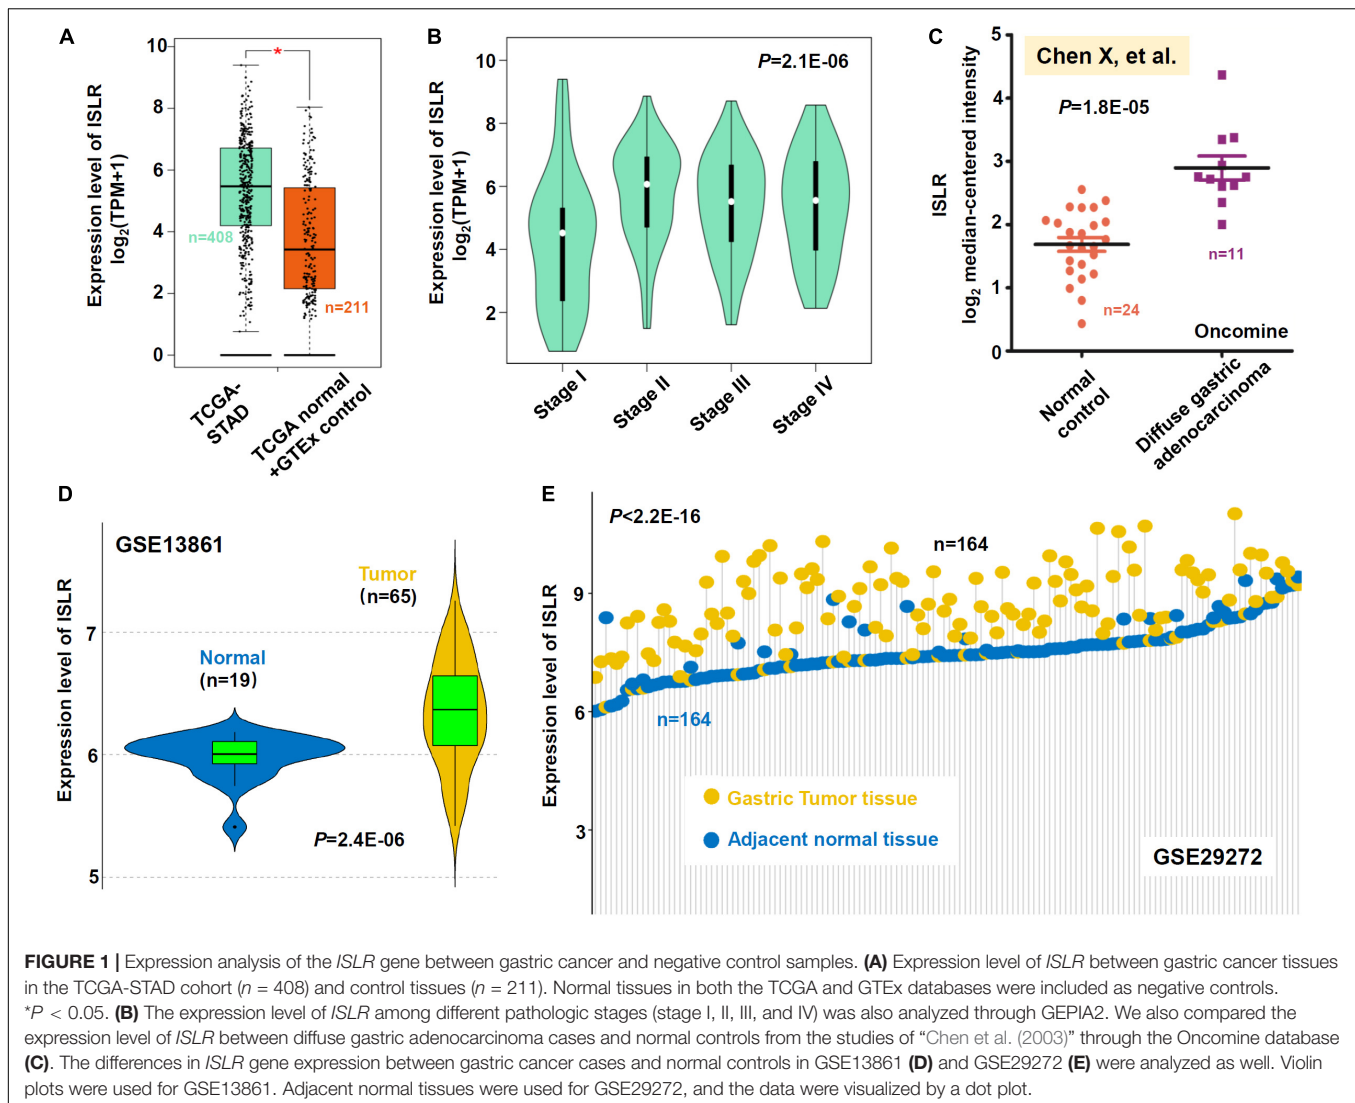 A
Expression level of ISLR
log2(TPM+1)
10
8
6
4
2
0
*
n=408
n=211
TCGA-
STAD
TCGA normal
+GTEx control
B
Expression level of ISLR
log2(TPM+1)
10
8
6
4
2
P=2.1E-06
Stage I
Stage II
Stage III
Stage IV
C
ISLR
log2 median-centered intensity
5
4
3
2
1
0
Chen X, et al.
P=1.8E-05
n=24
n=11
Oncomine
Normal
control
Diffuse gastric
adenocarcinoma
D
Expression level of ISLR
7
6
5
GSE13861
Normal
(n=19)
Tumor
(n=65)
P=2.4E-06
E
Expression level of ISLR
9
6
3
P<2.2E-16
n=164
n=164
Gastric Tumor tissue
Adjacent normal tissue
GSE29272
FIGURE 1 | Expression analysis of the ISLR gene between gastric cancer and negative control samples. (A) Expression level of ISLR between gastric cancer tissues
in the TCGA-STAD cohort (n = 408) and control tissues (n = 211). Normal tissues in both the TCGA and GTEx databases were included as negative controls.
*P < 0.05. (B) The expression level of ISLR among different pathologic stages (stage I, II, III, and IV) was also analyzed through GEPIA2. We also compared the
expression level of ISLR between diffuse gastric adenocarcinoma cases and normal controls from the studies of “Chen et al. (2003)” through the Oncomine database
(C). The differences in ISLR gene expression between gastric cancer cases and normal controls in GSE13861 (D) and GSE29272 (E) were analyzed as well. Violin
plots were used for GSE13861. Adjacent normal tissues were used for GSE29272, and the data were visualized by a dot plot.